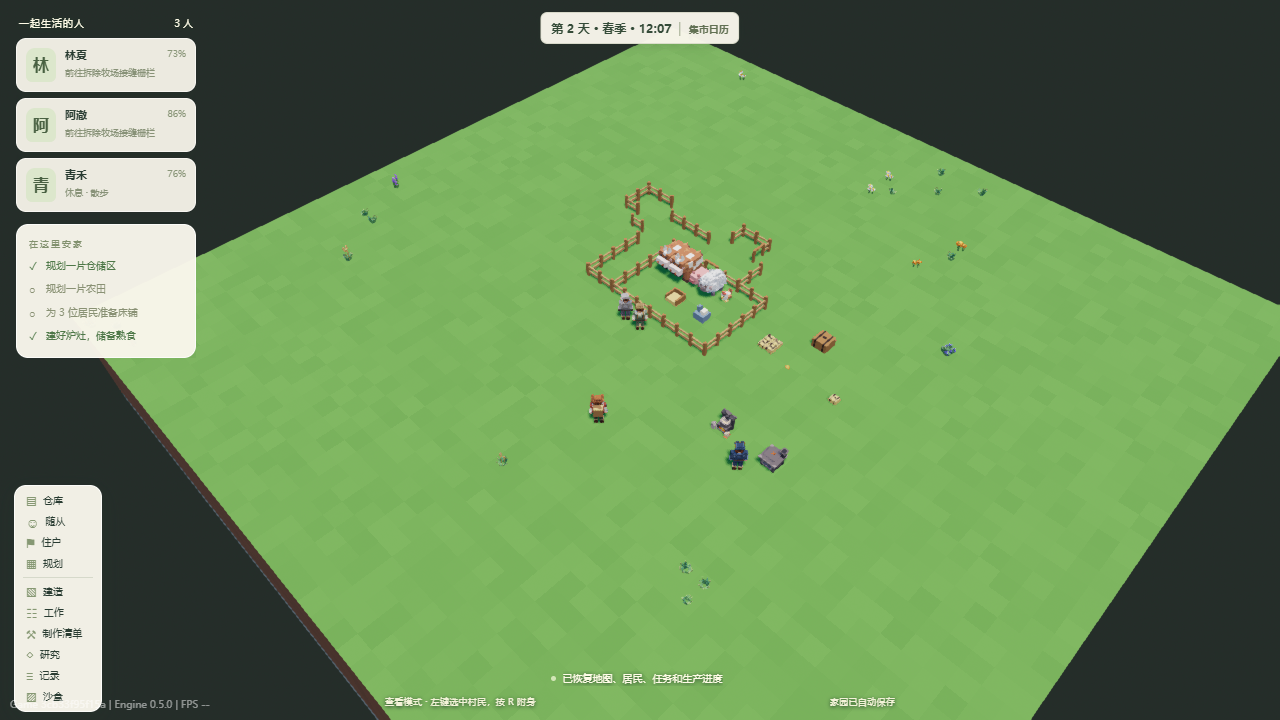 一起生活的人 3 人
第 2 天 • 春季 • 12:07 | 集市日历
林
林夏 73%
前往拆除牧场接缝栅栏
阿
阿澈 86%
前往拆除牧场接缝栅栏
青
青禾 76%
休息 · 散步
在这里安家
✓ 规划一片仓储区
○ 规划一片农田
○ 为 3 位居民准备床铺
✓ 建好炉灶，储备熟食
仓库
随从
住户
规划
建造
工作
制作清单
研究
记录
沙盒
| Engine 0.5.0 | FPS --
已恢复地图、居民、任务和生产进度
查看模式 · 左键选中村民，按 R 附身
家园已自动保存